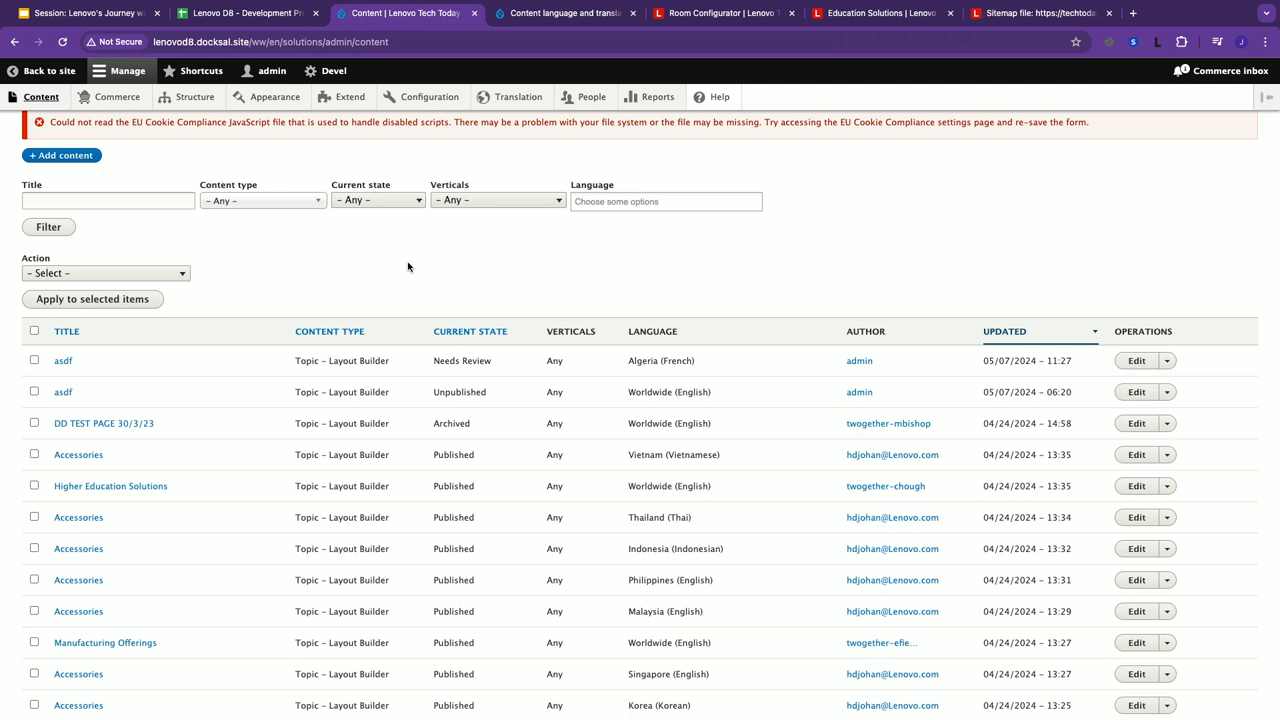 Session: Lenovo's Journey w
Lenovo D8 - Development Pr
Content | Lenovo Tech Today
Content language and transla
Room Configurator | Lenovo T
Education Solutions | Lenovo
Sitemap file: https://techtoda
Not Secure
lenovod8.docksal.site/ww/en/solutions/admin/content
Back to site
Manage
Shortcuts
admin
Devel
1
Commerce inbox
Content
Commerce
Structure
Appearance
Extend
Configuration
Translation
People
Reports
Help
Could not read the EU Cookie Compliance JavaScript file that is used to handle disabled scripts. There may be a problem with your file system or the file may be missing. Try accessing the EU Cookie Compliance settings page and re-save the form.
+ Add content
Title Content type Current state Verticals Language
- Any - - Any - - Any - Choose some options
Filter
Action
- Select -
Apply to selected items
TITLE CONTENT TYPE CURRENT STATE VERTICALS LANGUAGE AUTHOR UPDATED OPERATIONS
asdf Topic - Layout Builder Needs Review Any Algeria (French) admin 05/07/2024 - 11:27 Edit
asdf Topic - Layout Builder Unpublished Any Worldwide (English) admin 05/07/2024 - 06:20 Edit
DD TEST PAGE 30/3/23 Topic - Layout Builder Archived Any Worldwide (English) twogether-mbishop 04/24/2024 - 14:58 Edit
Accessories Topic - Layout Builder Published Any Vietnam (Vietnamese) hdjohan@Lenovo.com 04/24/2024 - 13:35 Edit
Higher Education Solutions Topic - Layout Builder Published Any Worldwide (English) twogether-chough 04/24/2024 - 13:35 Edit
Accessories Topic - Layout Builder Published Any Thailand (Thai) hdjohan@Lenovo.com 04/24/2024 - 13:34 Edit
Accessories Topic - Layout Builder Published Any Indonesia (Indonesian) hdjohan@Lenovo.com 04/24/2024 - 13:32 Edit
Accessories Topic - Layout Builder Published Any Philippines (English) hdjohan@Lenovo.com 04/24/2024 - 13:31 Edit
Accessories Topic - Layout Builder Published Any Malaysia (English) hdjohan@Lenovo.com 04/24/2024 - 13:29 Edit
Manufacturing Offerings Topic - Layout Builder Published Any Worldwide (English) twogether-efie... 04/24/2024 - 13:27 Edit
Accessories Topic - Layout Builder Published Any Singapore (English) hdjohan@Lenovo.com 04/24/2024 - 13:27 Edit
Accessories Topic - Layout Builder Published Any Korea (Korean) hdjohan@Lenovo.com 04/24/2024 - 13:25 Edit